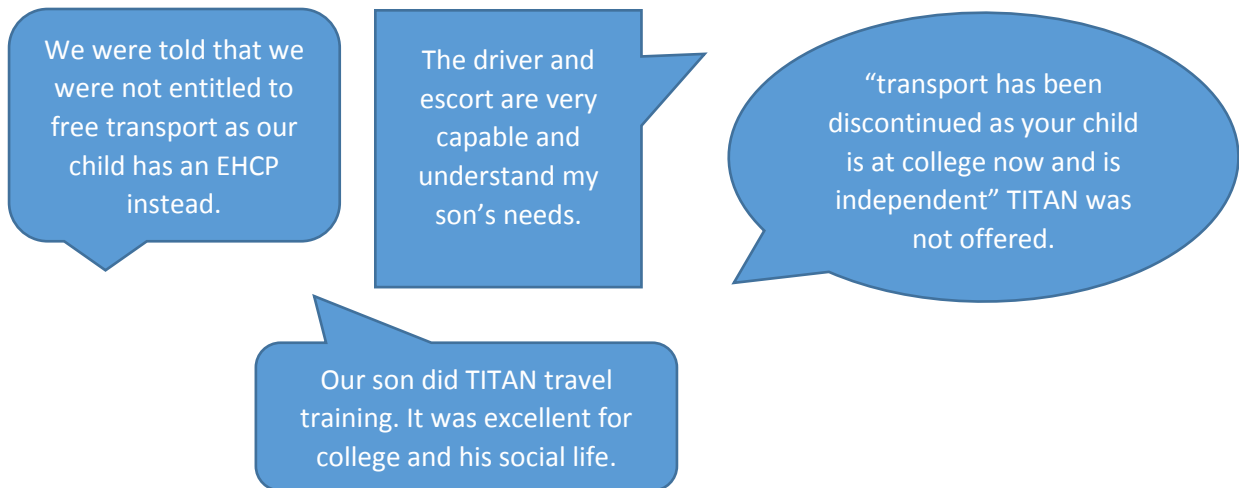 We were told that we
were not entitled to
free transport as our
child has an EHCP
instead.
The driver and
escort are very
capable and
understand my
son’s needs.
“transport has been
discontinued as your child
is at college now and is
independent” TITAN was
not offered.
Our son did TITAN travel
training. It was excellent for
college and his social life.